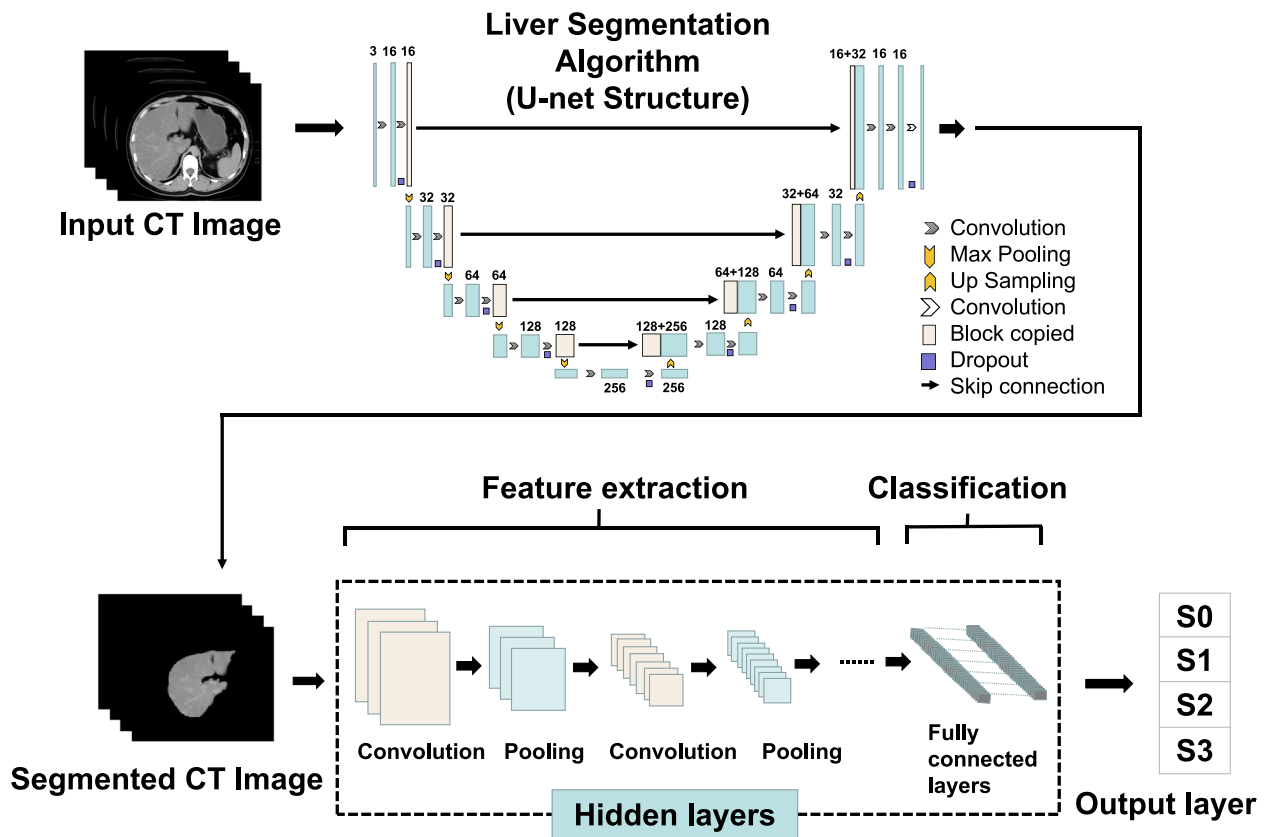 Liver Segmentation
Algorithm
(U-net Structure)
3 16 16
16+32 16 16
Input CT Image
32 32
32+64 32
64 64
64+128 64
128 128
128+256 128
256 256
Convolution
Max Pooling
Up Sampling
Convolution
Block copied
Dropout
Skip connection
Feature extraction
Classification
Segmented CT Image
Convolution
Pooling
Convolution
Pooling
Fully
connected
layers
Hidden layers
S0
S1
S2
S3
Output layer